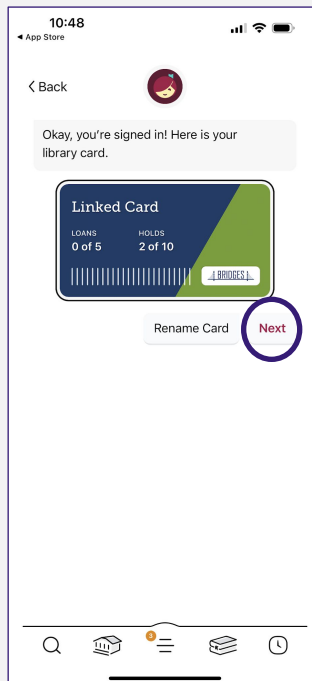 10:48
◀ App Store
Back
Okay, you're signed in! Here is your
library card.
Linked Card
LOANS HOLDS
0 of 5 2 of 10
BRIDGES
Rename Card Next
3